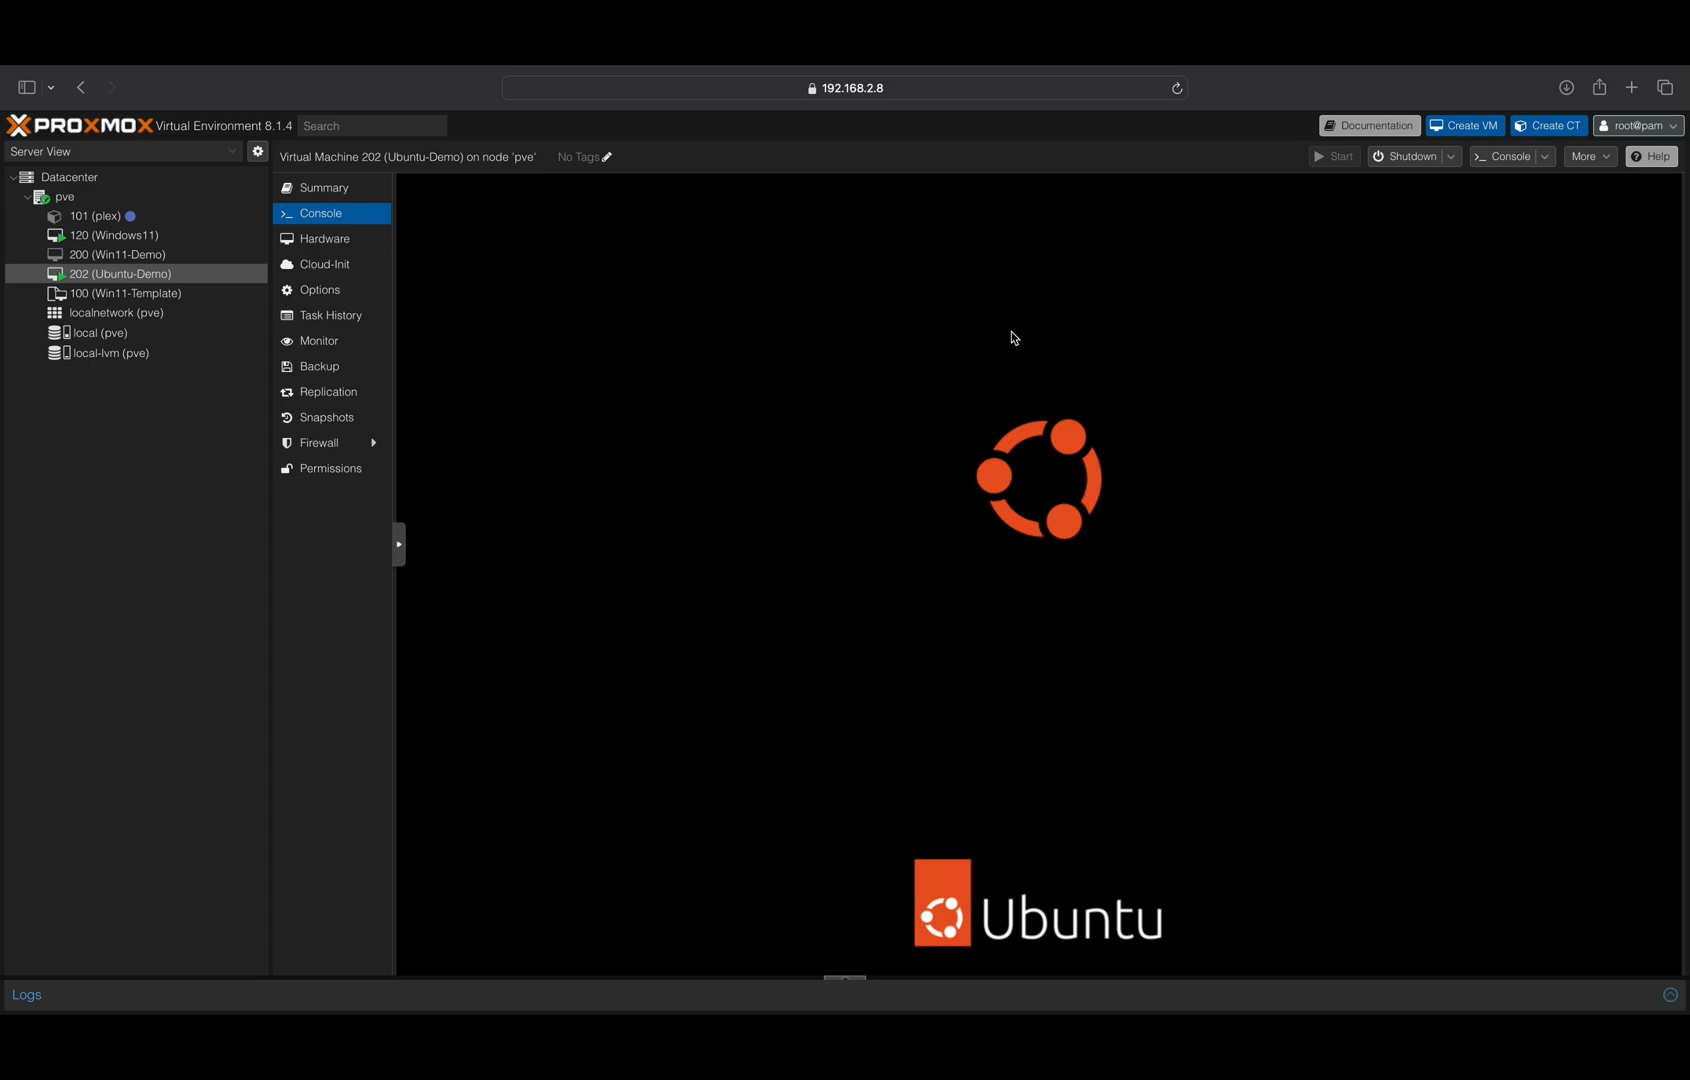 192.168.2.8
PROXMOX Virtual Environment 8.1.4 Search
Documentation Create VM Create CT root@pam
Server View
Virtual Machine 202 (Ubuntu-Demo) on node 'pve' No Tags
Start Shutdown Console More Help
Datacenter
pve
101 (plex)
120 (Windows11)
200 (Win11-Demo)
202 (Ubuntu-Demo)
100 (Win11-Template)
localnetwork (pve)
local (pve)
local-lvm (pve)
Summary
Console
Hardware
Cloud-Init
Options
Task History
Monitor
Backup
Replication
Snapshots
Firewall
Permissions
Ubuntu
Logs